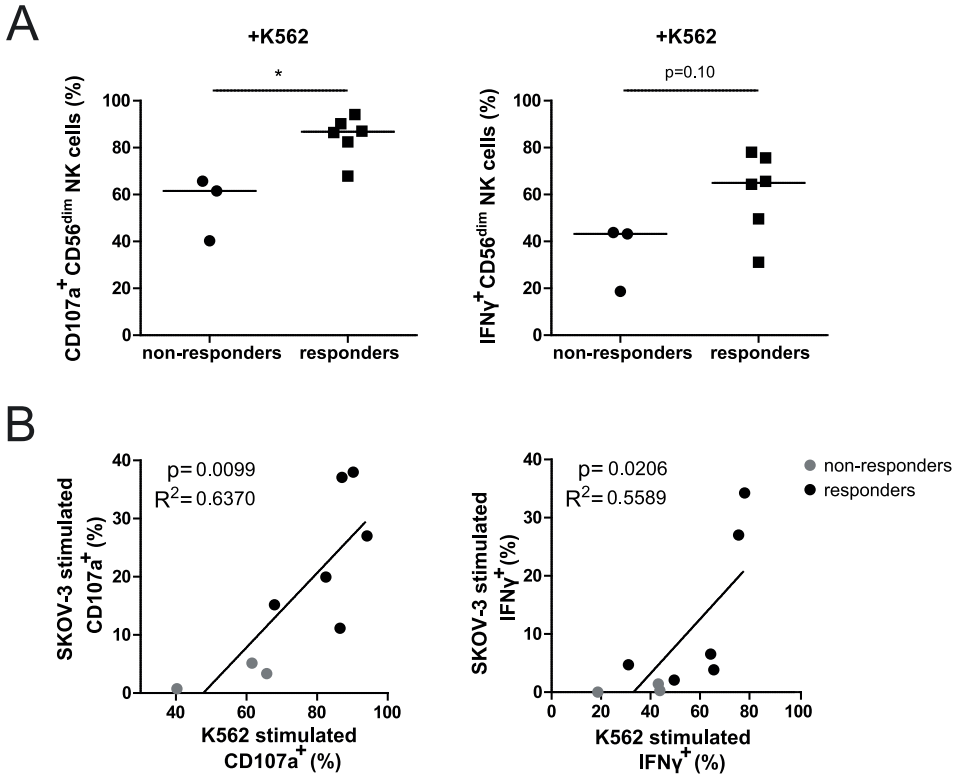 A
+K562
*
CD107a+ CD56dim NK cells (%)
100
80
60
40
20
0
non-responders
responders
+K562
p=0.10
IFNγ+ CD56dim NK cells (%)
100
80
60
40
20
0
non-responders
responders
B
p= 0.0099
R2= 0.6370
SKOV-3 stimulated
CD107a+ (%)
40
30
20
10
0
40
60
80
100
K562 stimulated
CD107a+ (%)
p= 0.0206
R2= 0.5589
SKOV-3 stimulated
IFNγ+ (%)
40
30
20
10
0
0
20
40
60
80
100
K562 stimulated
IFNγ+ (%)
non-responders
responders